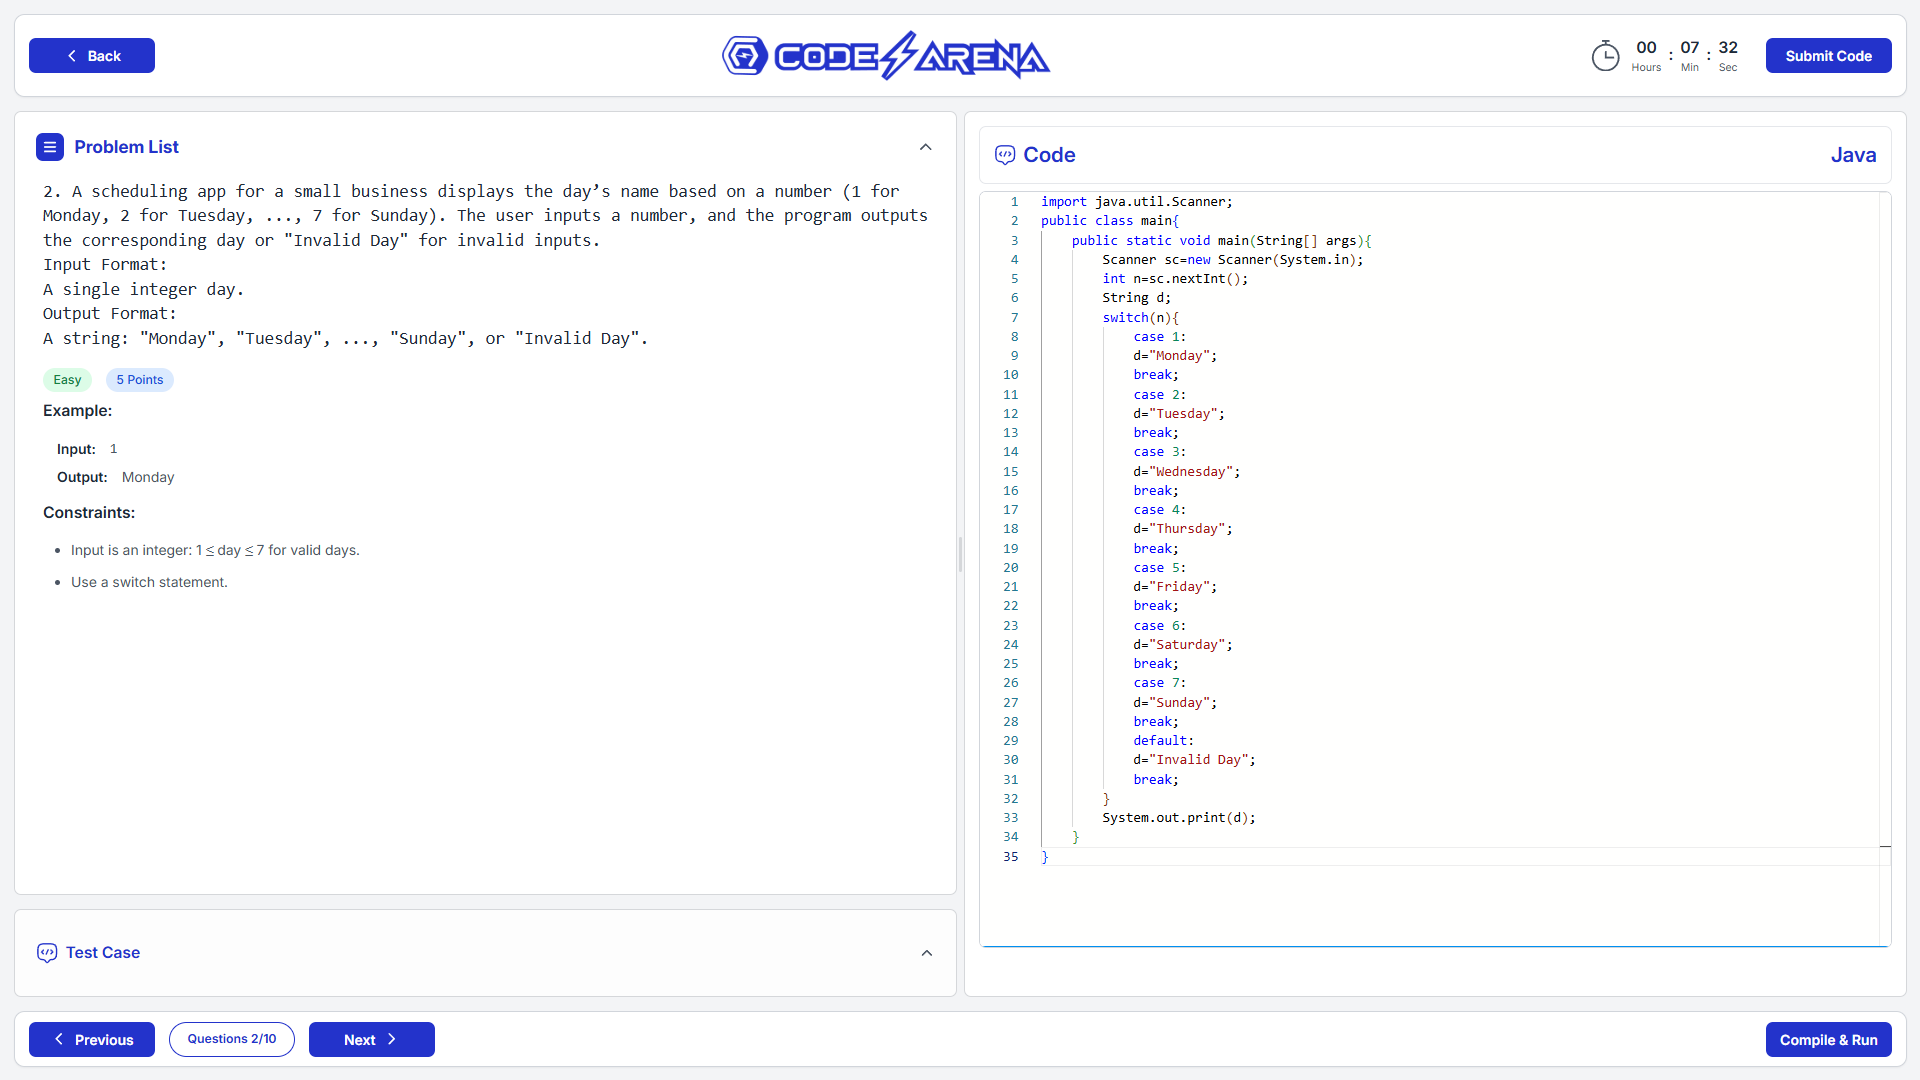 Back
CODE ARENA
00 : 07 : 32
Hours Min Sec
Submit Code
Problem List
2. A scheduling app for a small business displays the day’s name based on a number (1 for
Monday, 2 for Tuesday, ..., 7 for Sunday). The user inputs a number, and the program outputs
the corresponding day or "Invalid Day" for invalid inputs.
Input Format:
A single integer day.
Output Format:
A string: "Monday", "Tuesday", ..., "Sunday", or "Invalid Day".
Easy 5 Points
Example:
Input: 1
Output: Monday
Constraints:
• Input is an integer: 1 ≤ day ≤ 7 for valid days.
• Use a switch statement.
Test Case
Code
Java
1 import java.util.Scanner;
2 public class main{
3 public static void main(String[] args){
4 Scanner sc=new Scanner(System.in);
5 int n=sc.nextInt();
6 String d;
7 switch(n){
8 case 1:
9 d="Monday";
10 break;
11 case 2:
12 d="Tuesday";
13 break;
14 case 3:
15 d="Wednesday";
16 break;
17 case 4:
18 d="Thursday";
19 break;
20 case 5:
21 d="Friday";
22 break;
23 case 6:
24 d="Saturday";
25 break;
26 case 7:
27 d="Sunday";
28 break;
29 default:
30 d="Invalid Day";
31 break;
32 }
33 System.out.print(d);
34 }
35 }
Previous
Questions 2/10
Next
Compile & Run